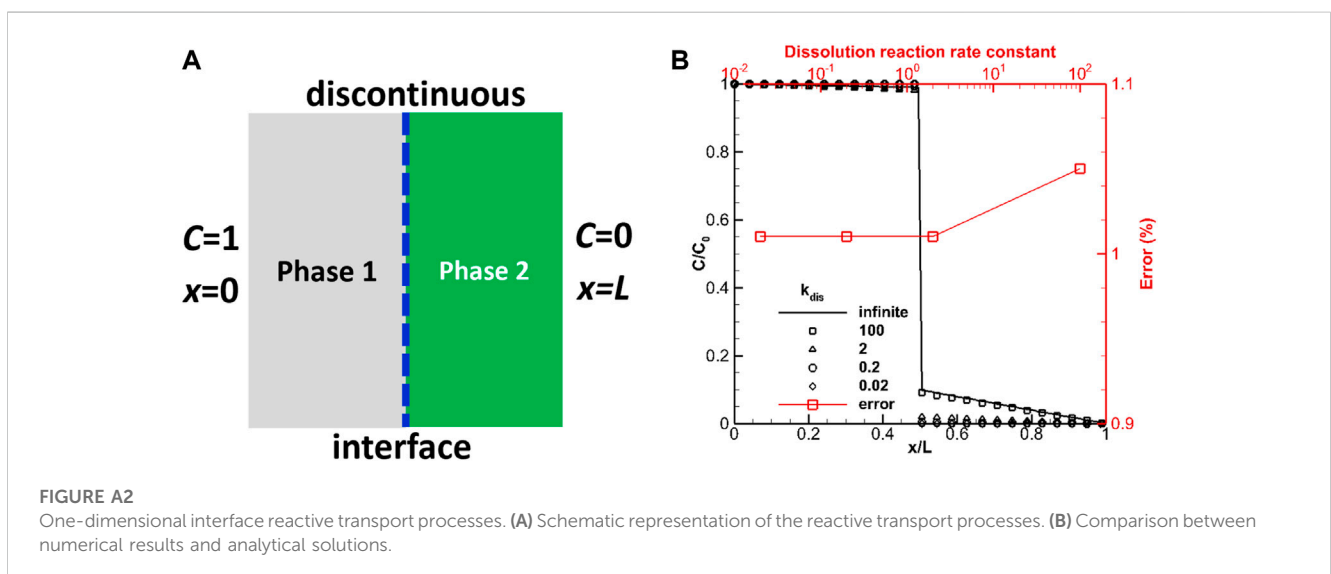 A
discontinuous
C=1
x=0
Phase 1
Phase 2
C=0
x=L
interface
B
Dissolution reaction rate constant
10^-2 10^-1 10^0 10^1 10^2
1 1.1
0.8
0.6
C/C_0
1
Error (%)
0.4
k_dis
infinite
100
2
0.2
0.02
error
0.2
0 0.9
0 0.2 0.4 0.6 0.8 1
x/L
FIGURE A2
One-dimensional interface reactive transport processes. (A) Schematic representation of the reactive transport processes. (B) Comparison between
numerical results and analytical solutions.